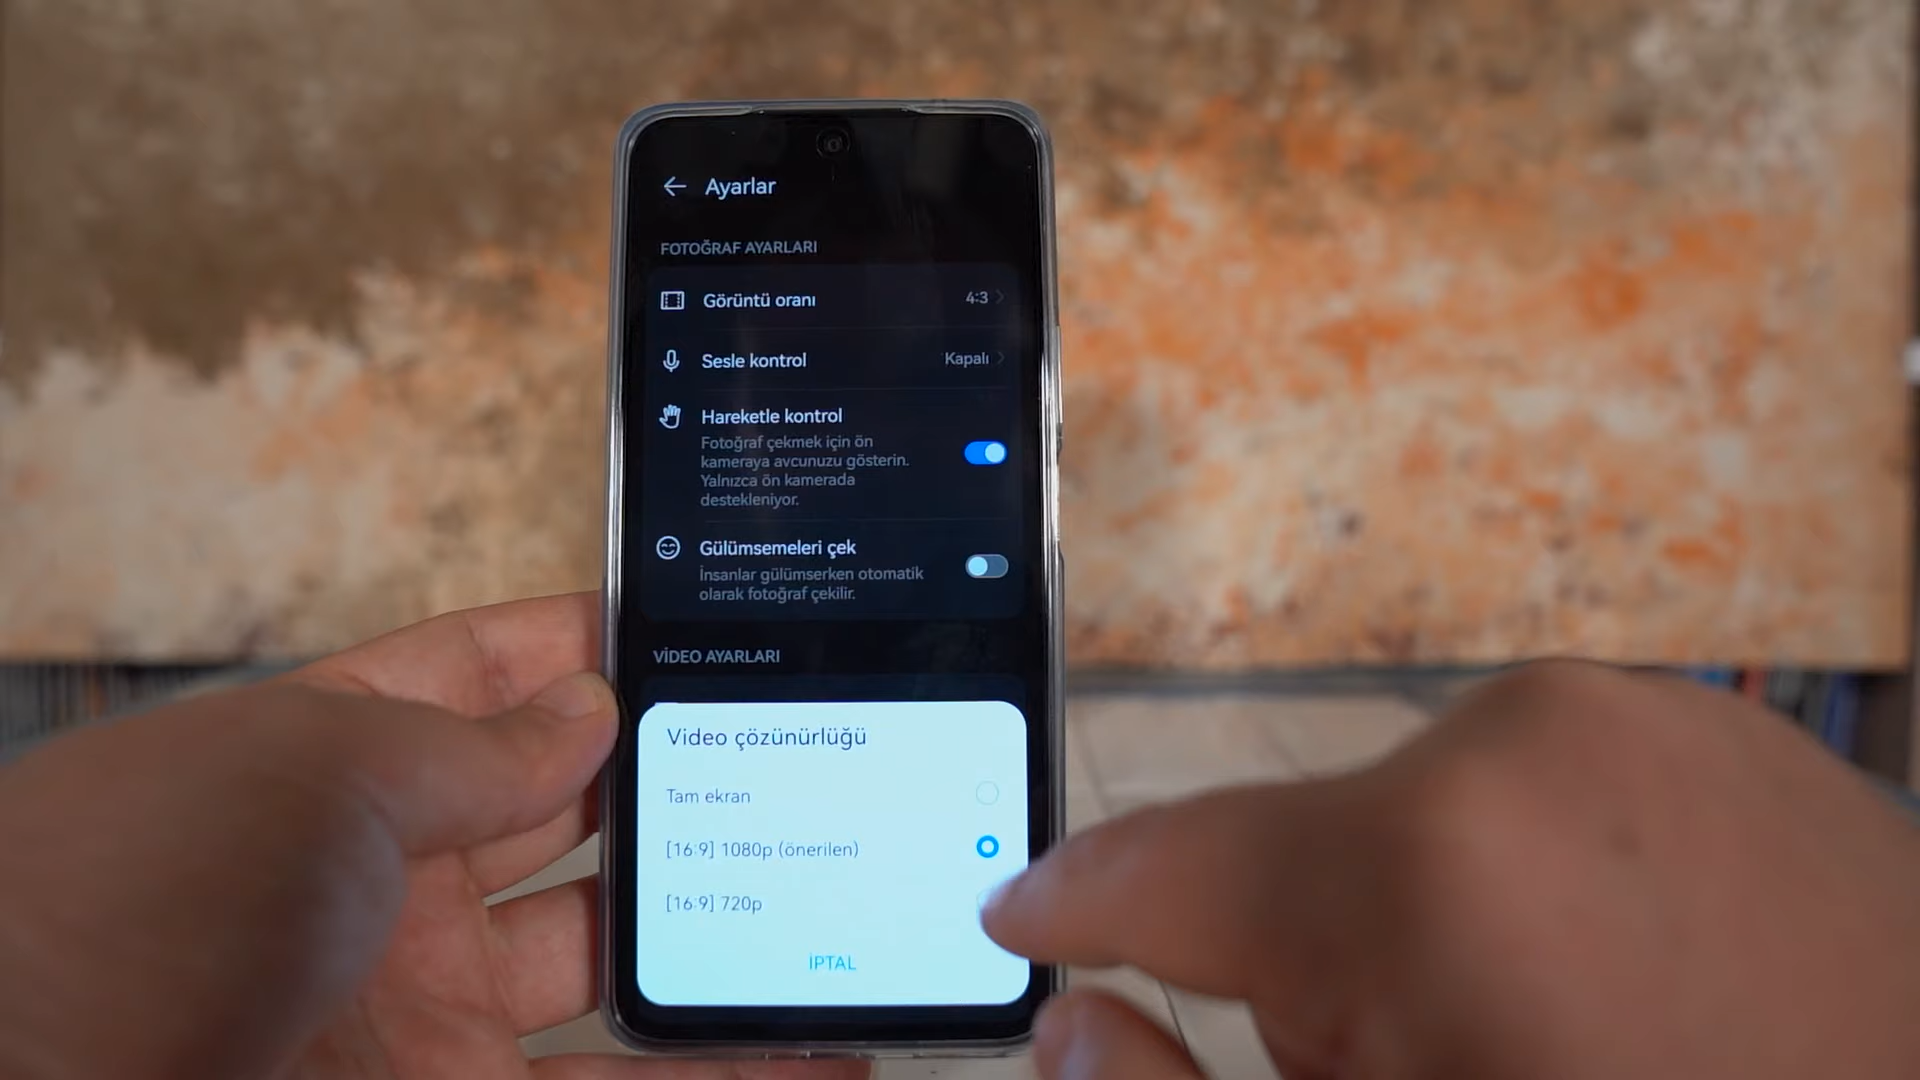 Ayarlar
FOTOĞRAF AYARLARI
Görüntü oranı 4:3
Sesle kontrol Kapalı
Hareketle kontrol
Fotoğraf çekmek için ön
kameraya avcunuzu gösterin.
Yalnızca ön kamerada
destekleniyor.
Gülümsemeleri çek
İnsanlar gülümserken otomatik
olarak fotoğraf çekilir.
VİDEO AYARLARI
Video çözünürlüğü
Tam ekran
[16:9] 1080p (önerilen)
[16:9] 720p
İPTAL